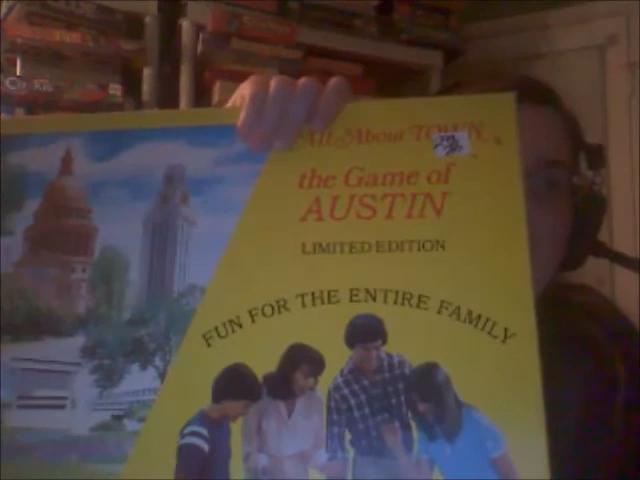 All About TOWN
the Game of
AUSTIN
LIMITED EDITION
FUN FOR THE ENTIRE FAMILY